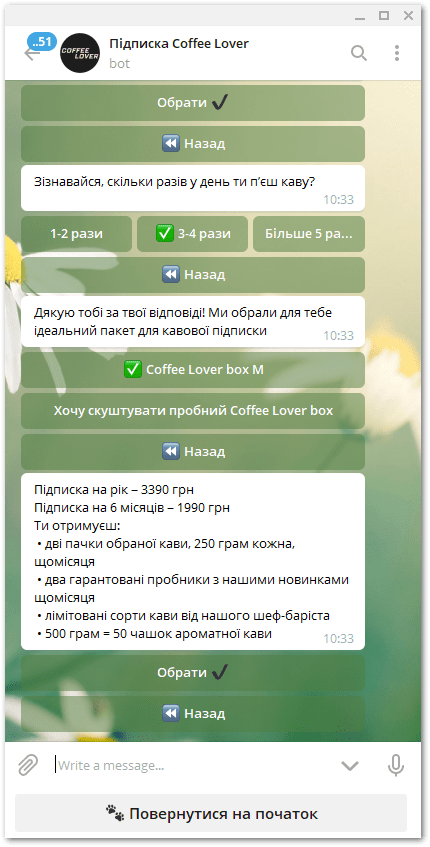 ..51
COFFEE
LOVER
Підписка Coffee Lover
bot
Обрати ✔
⏪ Назад
Зізнавайся, скільки разів у день ти п'єш каву?
10:33
1-2 рази
✅ 3-4 рази
Більше 5 ра...
⏪ Назад
Дякую тобі за твої відповіді! Ми обрали для тебе
ідеальний пакет для кавової підписки
10:33
✅ Coffee Lover box M
Хочу скуштувати пробний Coffee Lover box
⏪ Назад
Підписка на рік – 3390 грн
Підписка на 6 місяців – 1990 грн
Ти отримуєш:
• дві пачки обраної кави, 250 грам кожна,
щомісяця
• два гарантовані пробники з нашими новинками
щомісяця
• лімітовані сорти кави від нашого шеф-баріста
• 500 грам = 50 чашок ароматної кави
10:33
Обрати ✔
⏪ Назад
Write a message...
🐾 Повернутися на початок